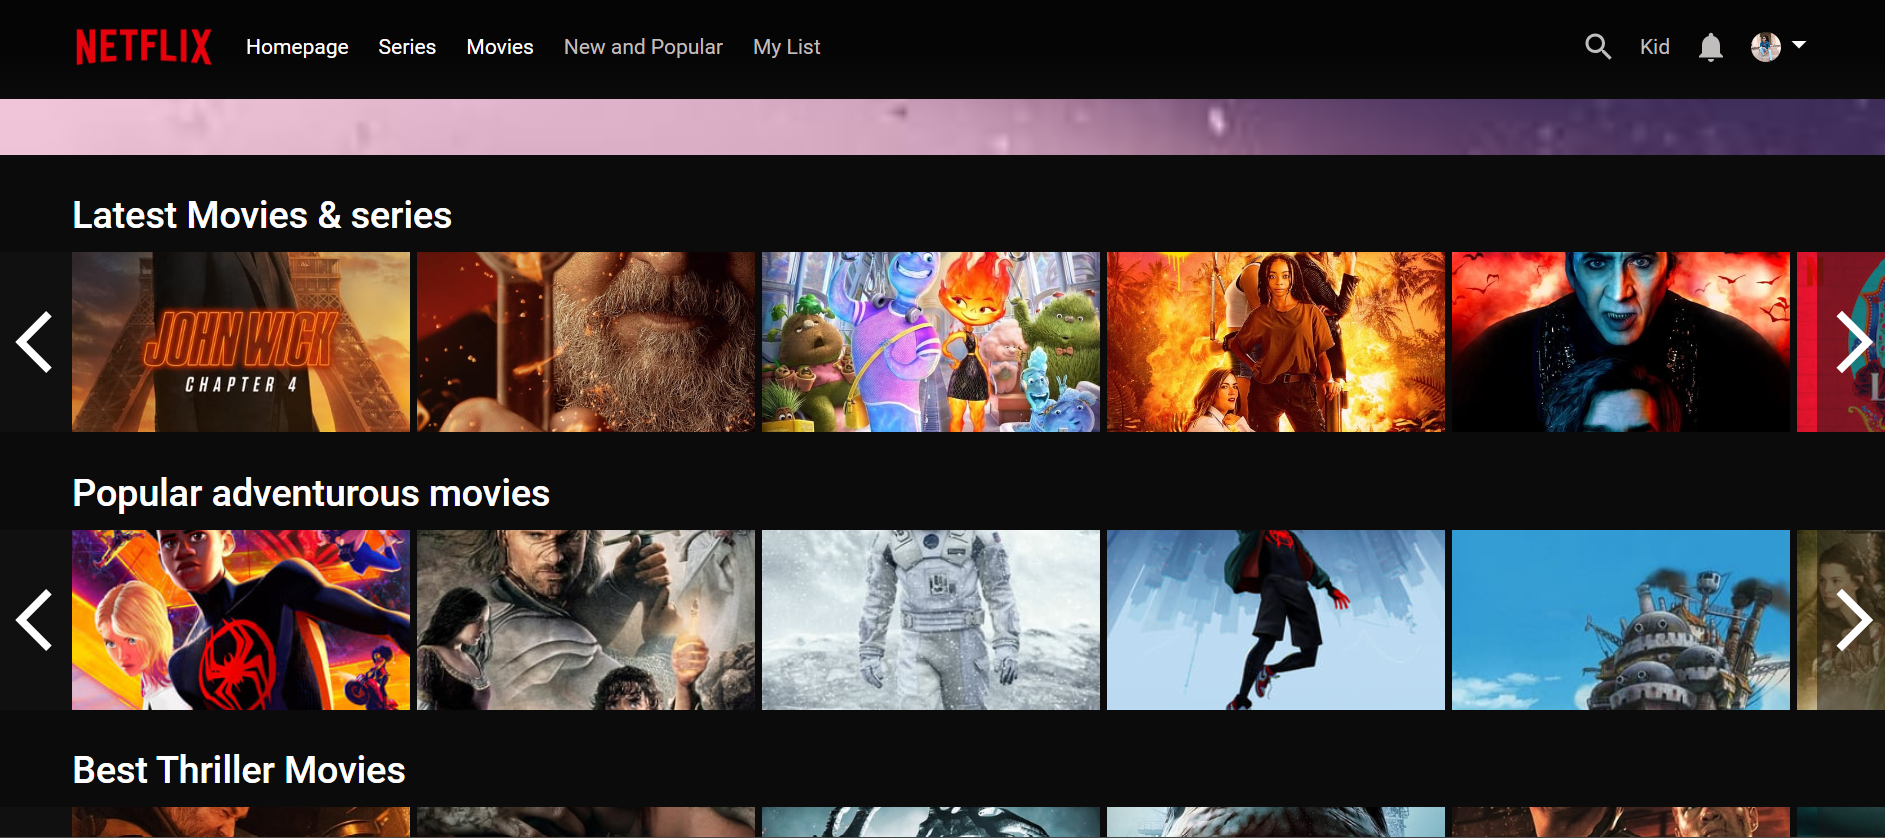 NETFLIX Homepage Series Movies New and Popular My List Kid
Latest Movies & series
JOHN WICK
CHAPTER 4
Popular adventurous movies
Best Thriller Movies